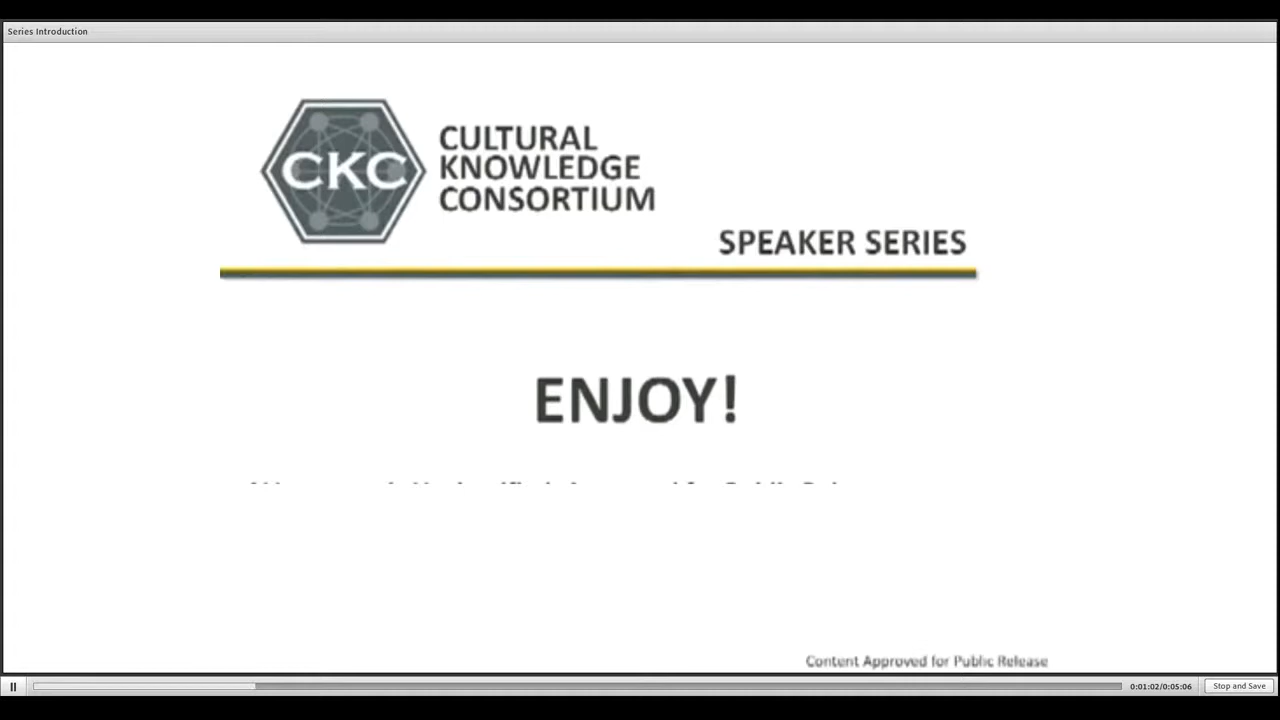 Series Introduction
CKC
CULTURAL
KNOWLEDGE
CONSORTIUM
SPEAKER SERIES
ENJOY!
Content Approved for Public Release
0:01:02/0:05:06
Stop and Save